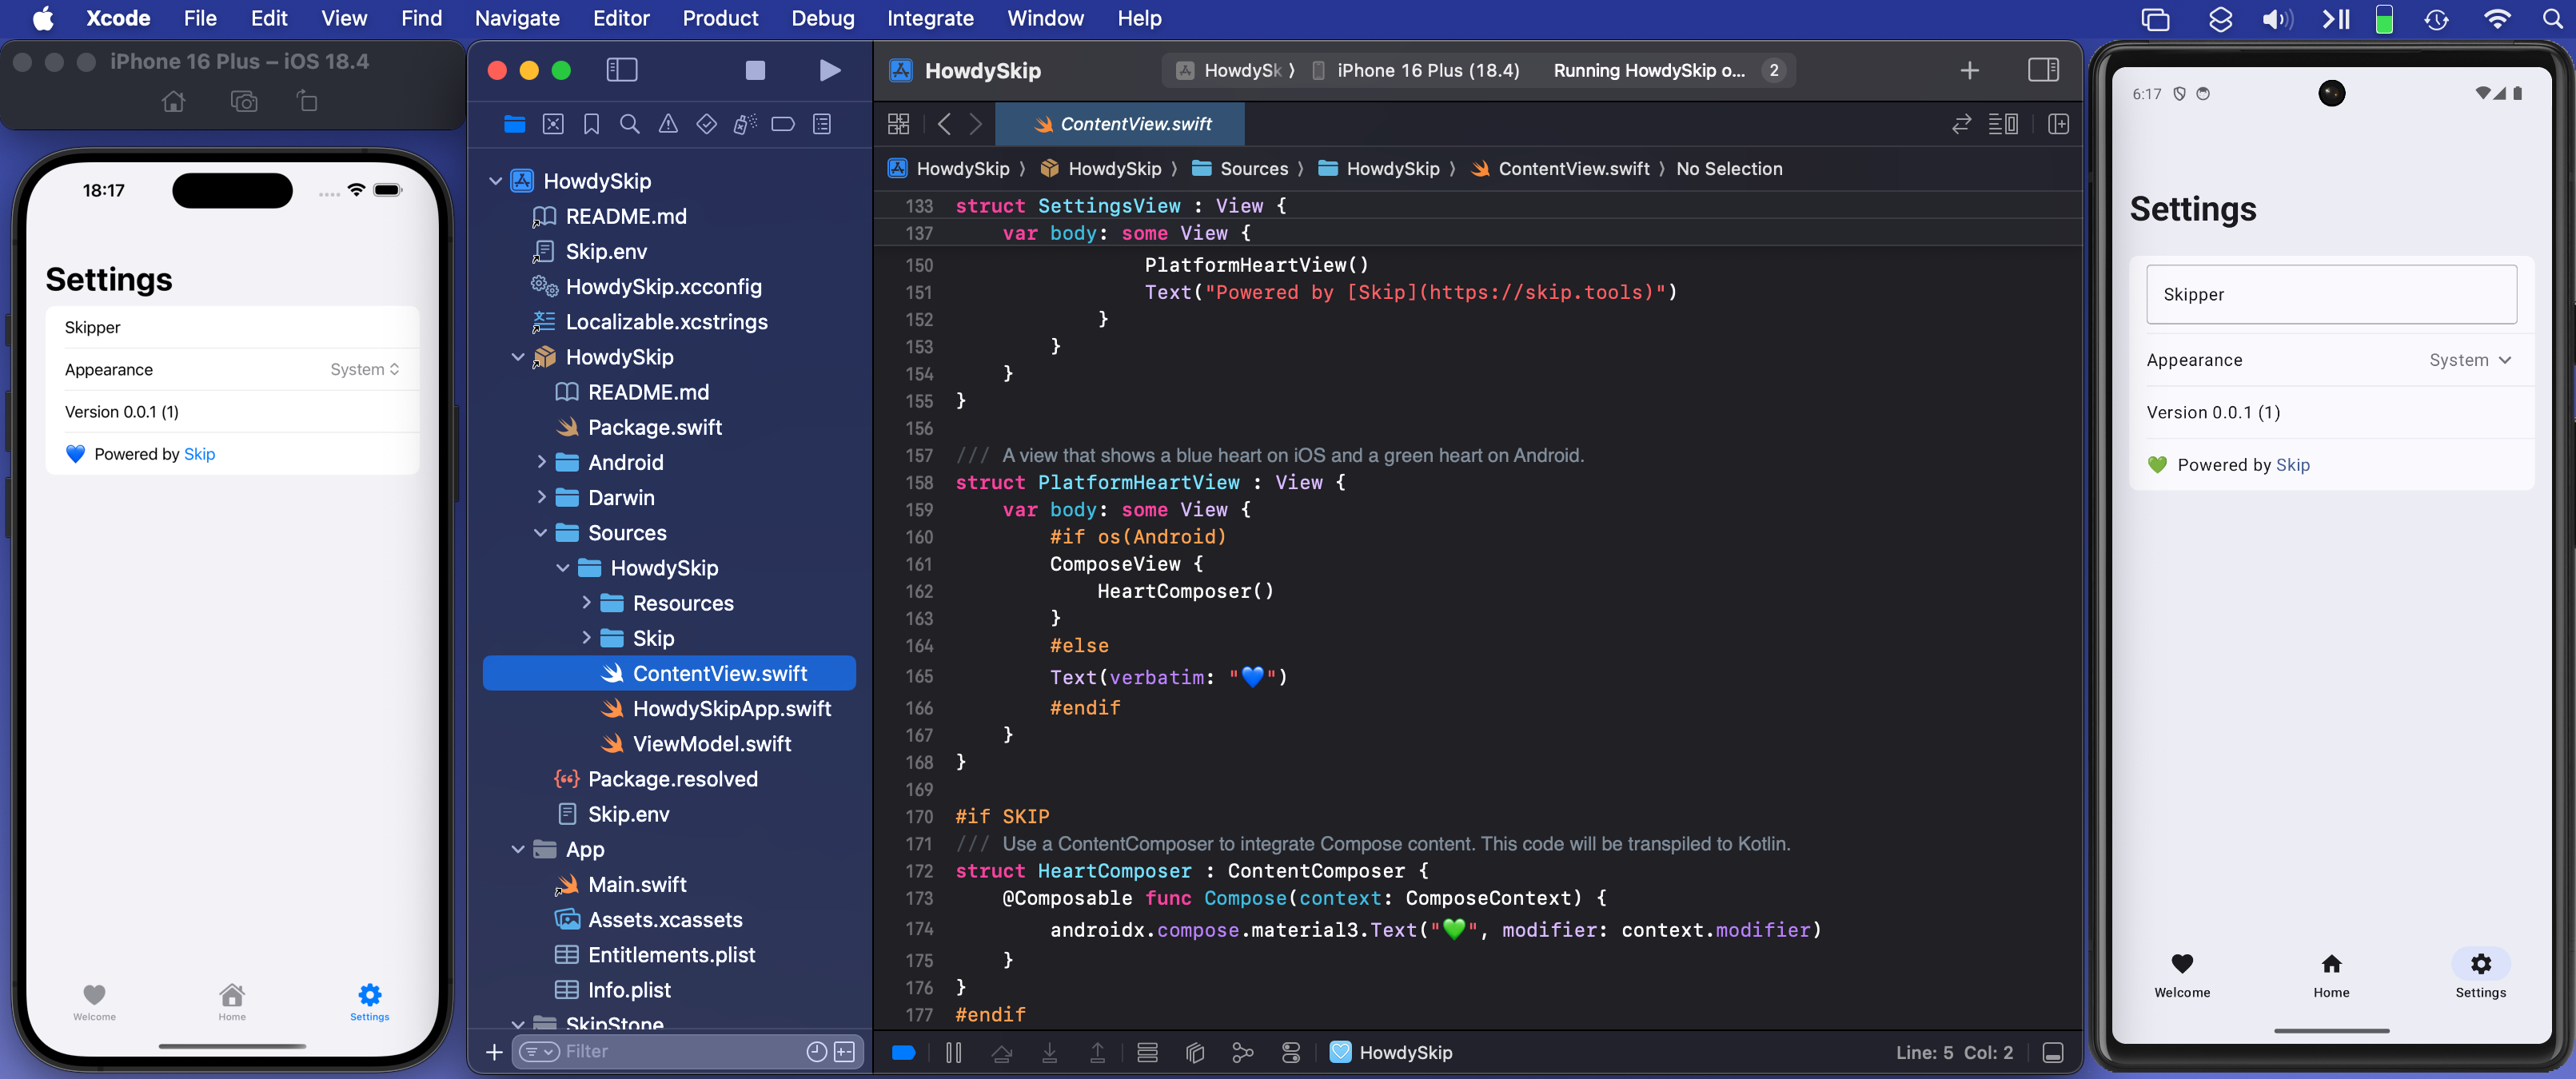 Xcode File Edit View Find Navigate Editor Product Debug Integrate Window Help
iPhone 16 Plus – iOS 18.4
18:17
Settings
Skipper
Appearance System
Version 0.0.1 (1)
💙 Powered by Skip
Welcome Home Settings
HowdySkip
README.md
Skip.env
HowdySkip.xcconfig
Localizable.xcstrings
HowdySkip
README.md
Package.swift
Android
Darwin
Sources
HowdySkip
Resources
Skip
ContentView.swift
HowdySkipApp.swift
ViewModel.swift
Package.resolved
Skip.env
App
Main.swift
Assets.xcassets
Entitlements.plist
Info.plist
SkipStone
Filter
HowdySkip HowdySk 〉 iPhone 16 Plus (18.4) Running HowdySkip o... 2
ContentView.swift
HowdySkip 〉 HowdySkip 〉 Sources 〉 HowdySkip 〉 ContentView.swift 〉 No Selection
133 struct SettingsView : View {
137     var body: some View {
150                 PlatformHeartView()
151                 Text("Powered by [Skip](https://skip.tools)")
152             }
153         }
154     }
155 }
156
157 /// A view that shows a blue heart on iOS and a green heart on Android.
158 struct PlatformHeartView : View {
159     var body: some View {
160         #if os(Android)
161         ComposeView {
162             HeartComposer()
163         }
164         #else
165         Text(verbatim: "💙")
166         #endif
167     }
168 }
169
170 #if SKIP
171 /// Use a ContentComposer to integrate Compose content. This code will be transpiled to Kotlin.
172 struct HeartComposer : ContentComposer {
173     @Composable func Compose(context: ComposeContext) {
174         androidx.compose.material3.Text("💚", modifier: context.modifier)
175     }
176 }
177 #endif
HowdySkip Line: 5 Col: 2
6:17
Settings
Skipper
Appearance System
Version 0.0.1 (1)
💚 Powered by Skip
Welcome Home Settings